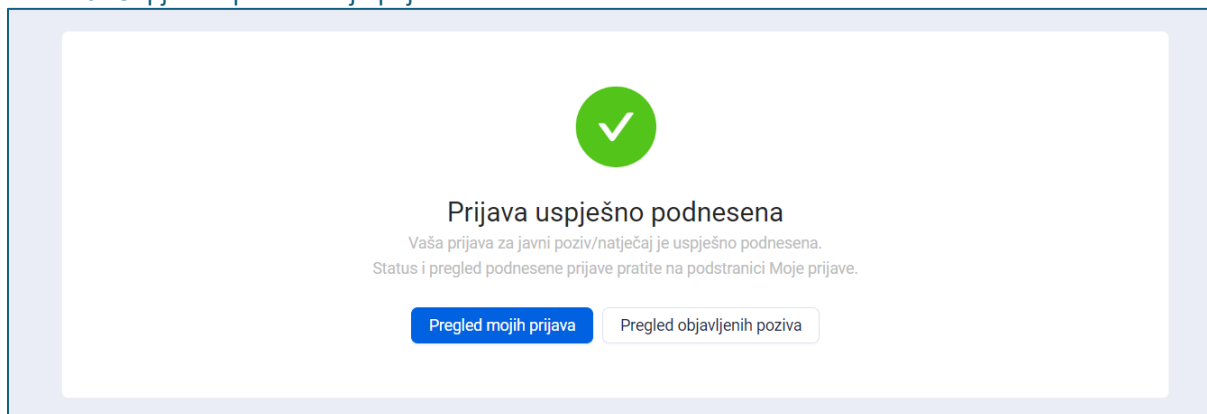 Prijava uspješno podnesena
Vaša prijava za javni poziv/natječaj je uspješno podnesena.
Status i pregled podnesene prijave pratite na podstranici Moje prijave.
Pregled mojih prijava Pregled objavljenih poziva